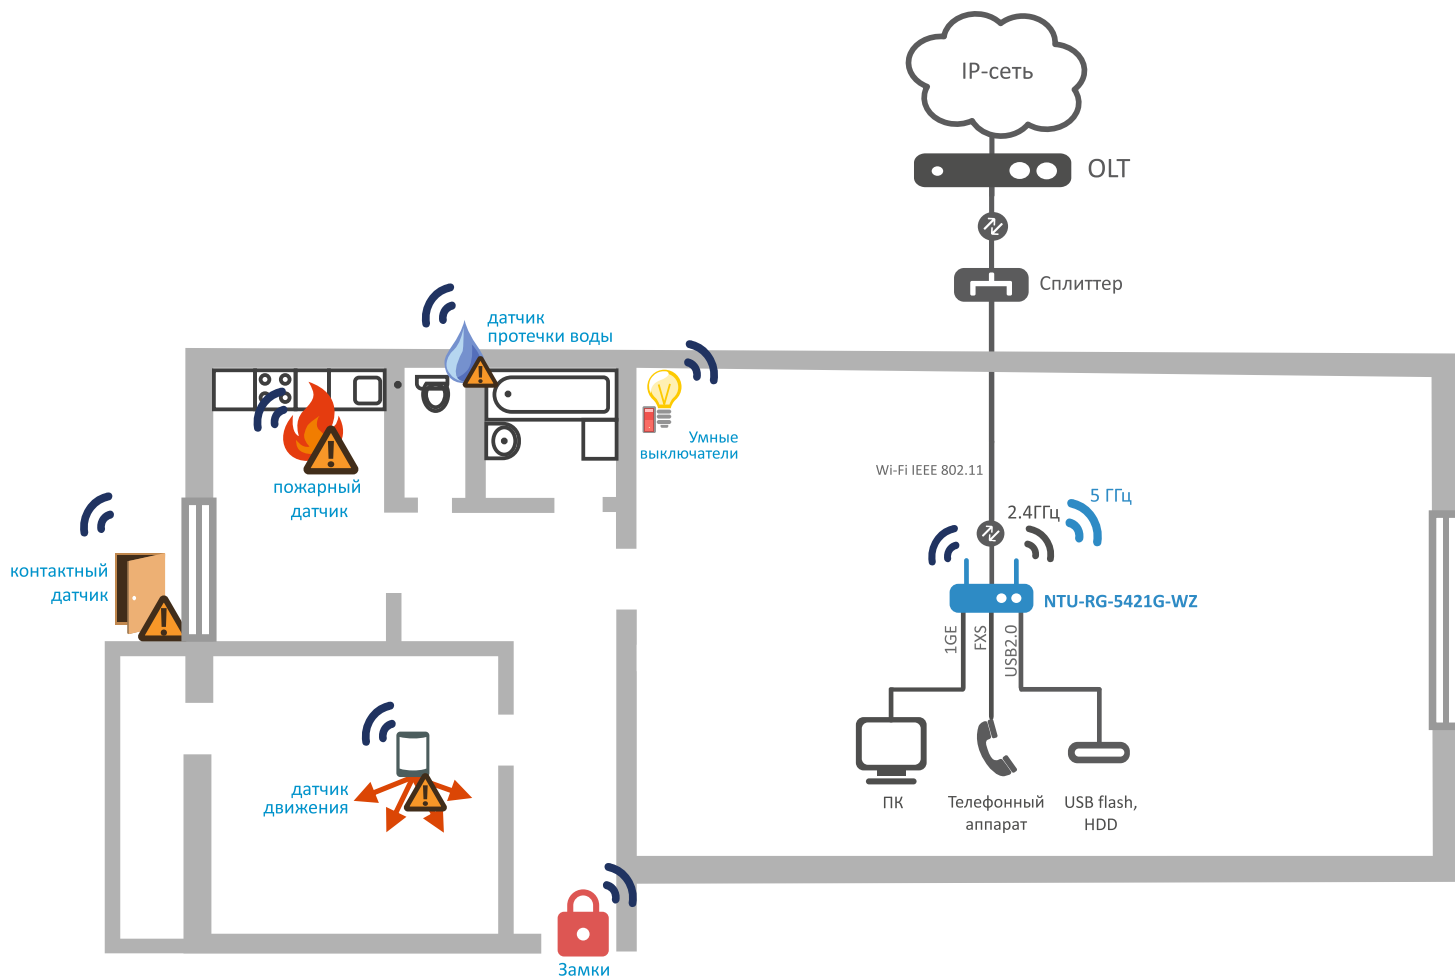 IP-сеть
OLT
Сплиттер
датчик
протечки воды
Умные
выключатели
пожарный
датчик
контактный
датчик
Wi-Fi IEEE 802.11
5 ГГц
2.4ГГц
NTU-RG-5421G-WZ
1GE
FXS
USB2.0
датчик
движения
ПК
Телефонный
аппарат
USB flash,
HDD
Замки